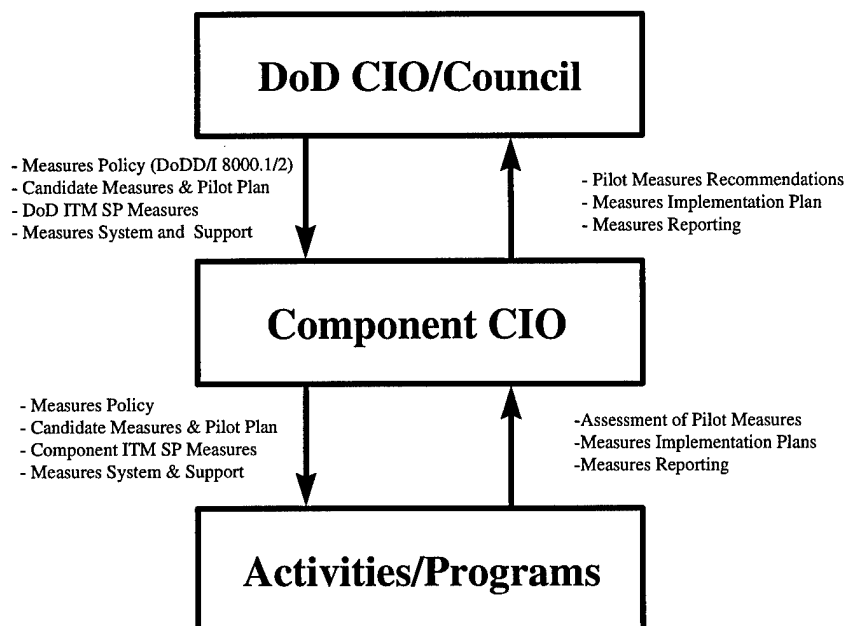 DoD CIO/Council
- Measures Policy (DoDD/I 8000.1/2)
- Candidate Measures & Pilot Plan
- DoD ITM SP Measures
- Measures System and Support
- Pilot Measures Recommendations
- Measures Implementation Plan
- Measures Reporting
Component CIO
- Measures Policy
- Candidate Measures & Pilot Plan
- Component ITM SP Measures
- Measures System & Support
-Assessment of Pilot Measures
-Measures Implementation Plans
-Measures Reporting
Activities/Programs